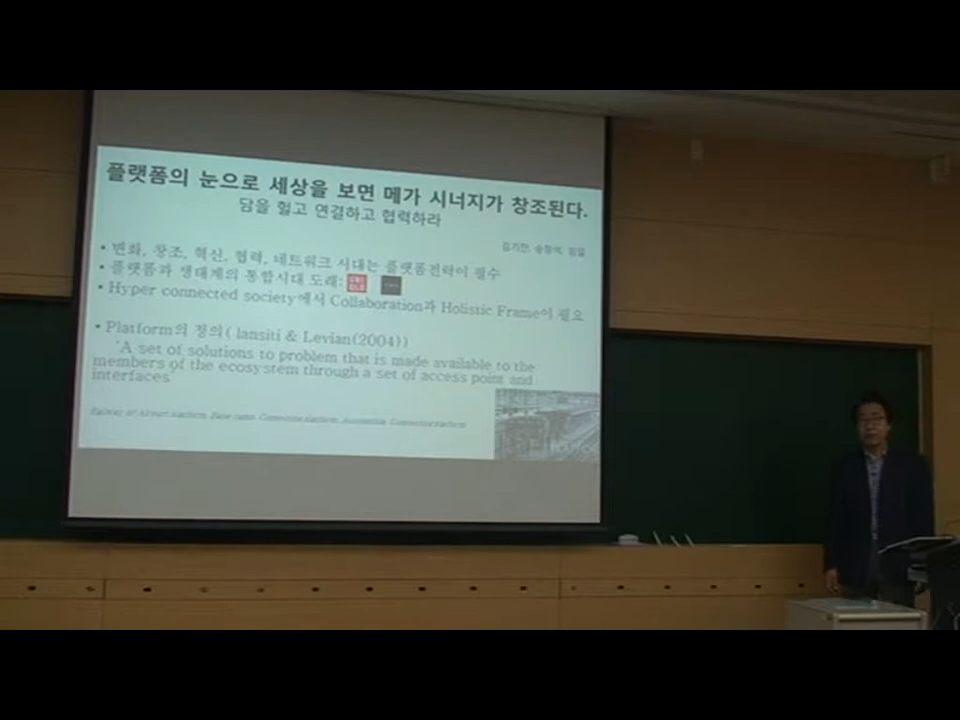 플랫폼의 눈으로 세상을 보면 메가 시너지가 창조된다.
담을 헐고 연결하고 협력하라
• 변화, 창조, 혁신, 협력, 네트워크 시대는 플랫폼전략이 필수
• 플랫폼과 생태계의 통합시대 도래:
UNI
QLO
• Hyper connected society에서 Collaboration과 Holistic Frame이 필요
• Platform의 정의( Iansiti & Levian(2004))
'A set of solutions to problem that is made available to the
members of the ecosystem through a set of access point and
interfaces'